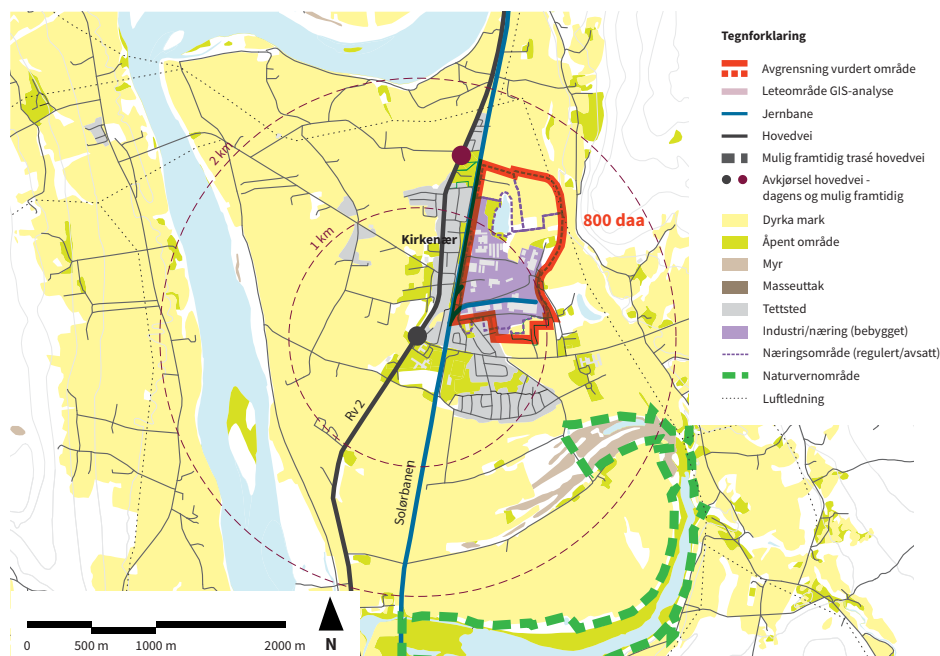 Tegnforklaring
Avgrensning vurdert område
Leteområde GIS-analyse
Jernbane
Hovedvei
Mulig framtidig trasé hovedvei
Avkjørsel hovedvei -
dagens og mulig framtidig
Dyrka mark
Åpent område
Myr
Masseuttak
Tettsted
Industri/næring (bebygget)
Næringsområde (regulert/avsatt)
Naturvernområde
Luftledning
2 km
1 km
Kirkenær
800 daa
Rv 2
Solørbanen
0
500 m
1000 m
2000 m
N